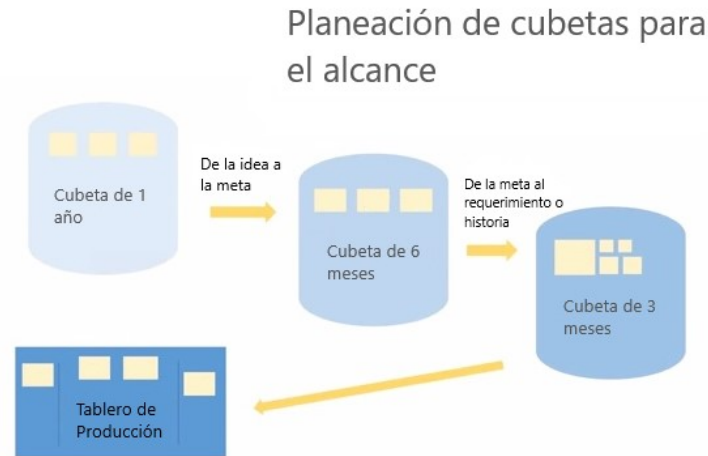 Planeación de cubetas para
el alcance
Cubeta de 1
año
De la idea a
la meta
Cubeta de 6
meses
De la meta al
requerimiento o
historia
Cubeta de 3
meses
Tablero de
Producción